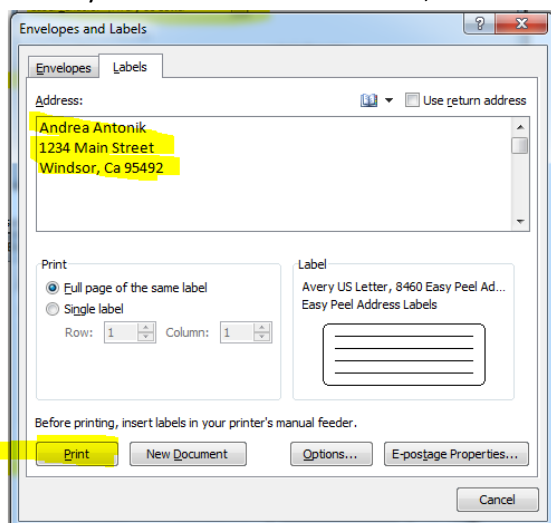 Envelopes and Labels
Envelopes Labels
Address: Use return address
Andrea Antonik
1234 Main Street
Windsor, Ca 95492
Print Label
Full page of the same label Avery US Letter, 8460 Easy Peel Ad...
Single label Easy Peel Address Labels
Row: 1 Column: 1
Before printing, insert labels in your printer's manual feeder.
Print New Document Options... E-postage Properties...
Cancel